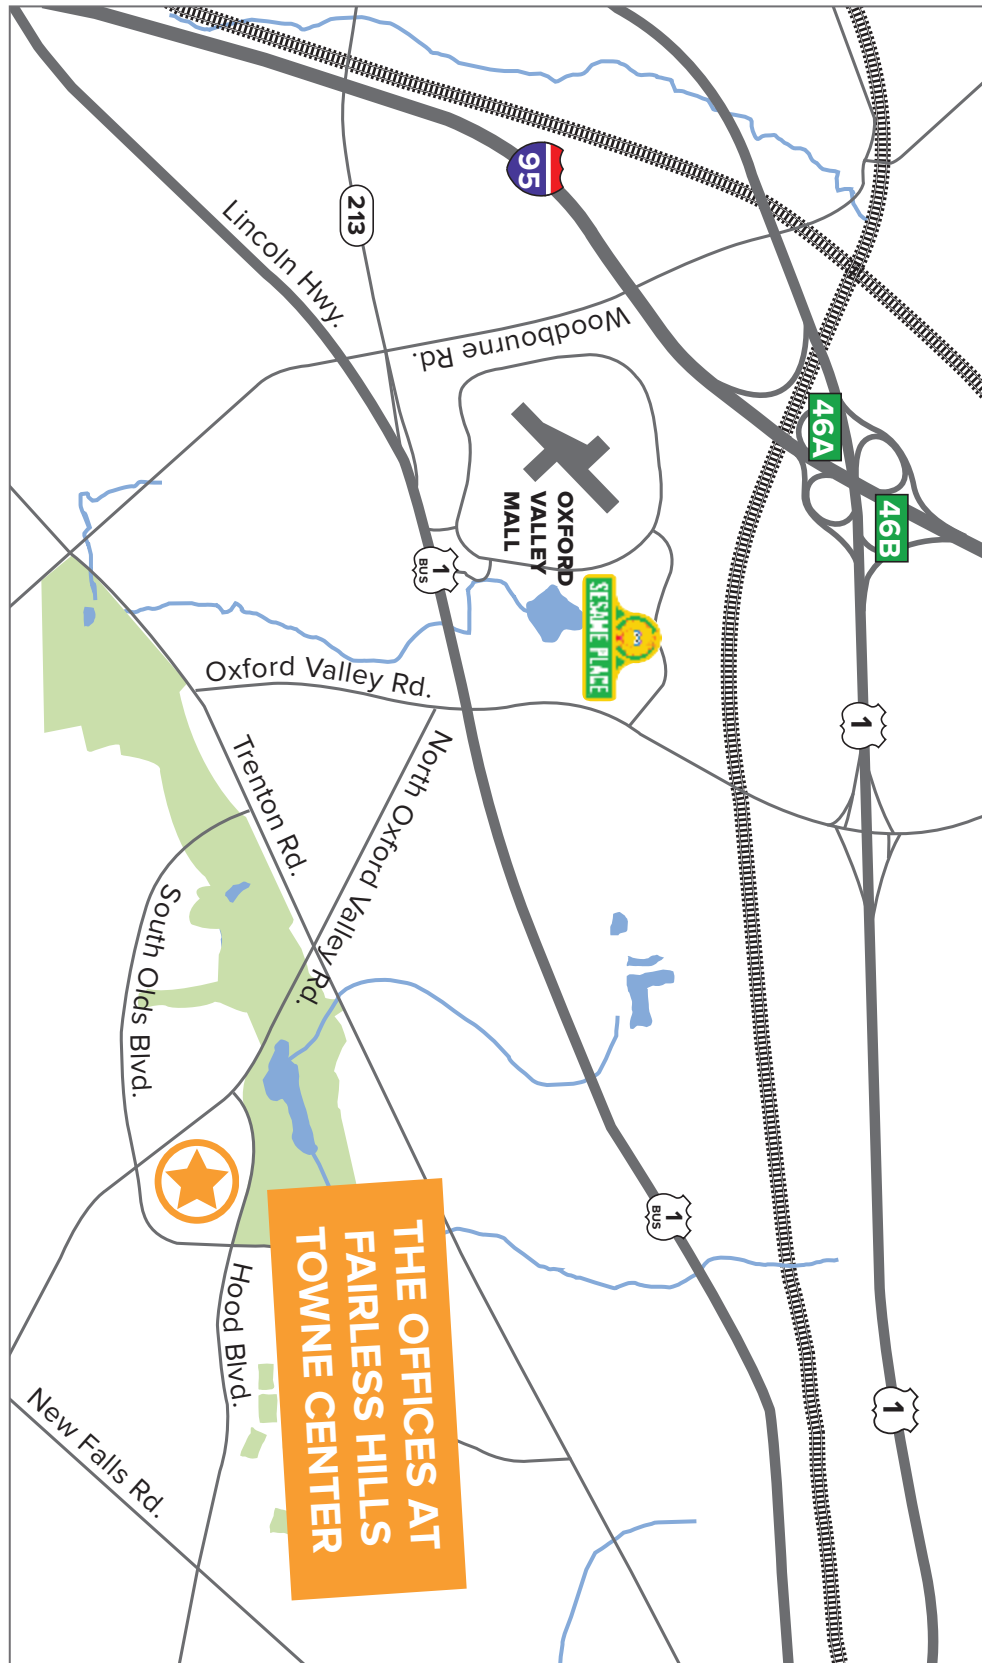 46A
46B
95
213
Lincoln Hwy.
Woodbourne Rd.
OXFORD
VALLEY
MALL
SESAME PLACE
1
BUS
1
Oxford Valley Rd.
North Oxford Valley Rd.
Trenton Rd.
South Olds Blvd.
1
BUS
1
THE OFFICES AT
FAIRLESS HILLS
TOWNE CENTER
Hood Blvd.
New Falls Rd.